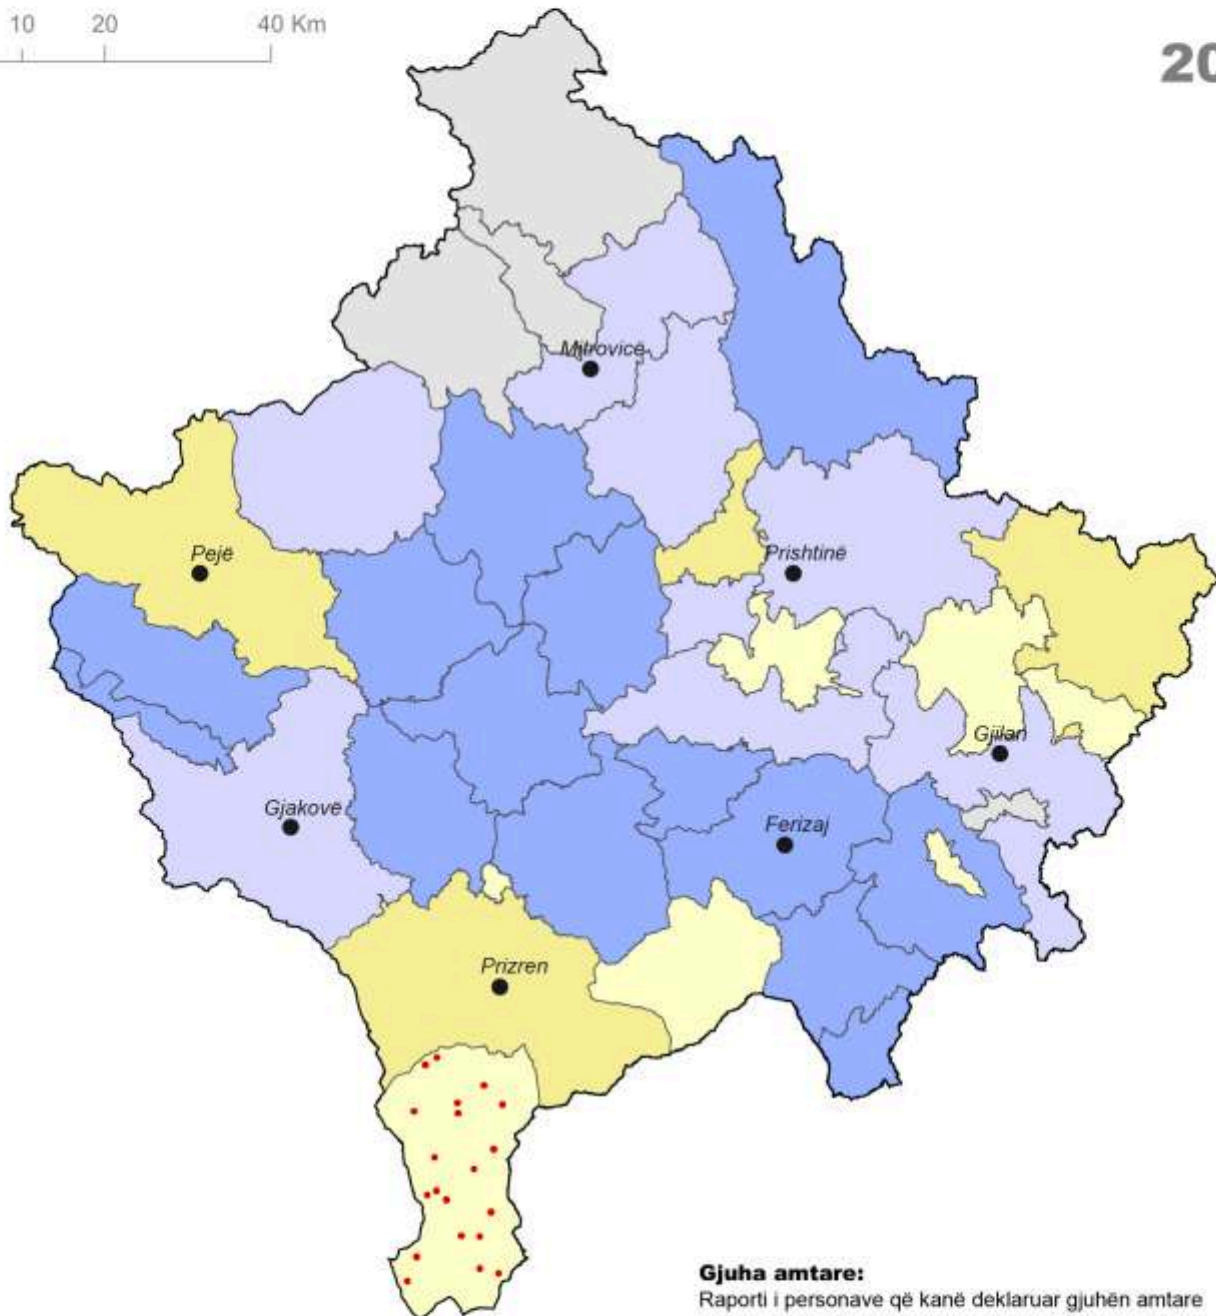 10 20 40 Km
20
Mitrovicë
Pejë
Prishtinë
Gjilan
Gjakovë
Ferizaj
Prizren
Gjuha amtare:
Raporti i personave që kanë deklaruar gjuhën amtare